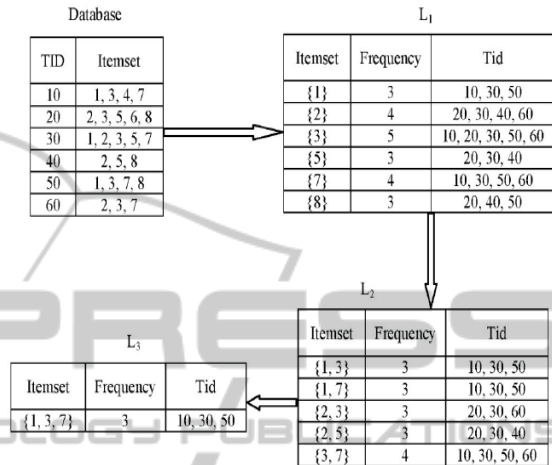 Database
TID Itemset
10 1, 3, 4, 7
20 2, 3, 5, 6, 8
30 1, 2, 3, 5, 7
40 2, 5, 8
50 1, 3, 7, 8
60 2, 3, 7
L1
Itemset Frequency Tid
{1} 3 10, 30, 50
{2} 4 20, 30, 40, 60
{3} 5 10, 20, 30, 50, 60
{5} 3 20, 30, 40
{7} 4 10, 30, 50, 60
{8} 3 20, 40, 50
L2
Itemset Frequency Tid
{1, 3} 3 10, 30, 50
{1, 7} 3 10, 30, 50
{2, 3} 3 20, 30, 60
{2, 5} 3 20, 30, 40
{3, 7} 4 10, 30, 50, 60
L3
Itemset Frequency Tid
{1, 3, 7} 3 10, 30, 50
PRESS
OLOGY PUBLICATIONS